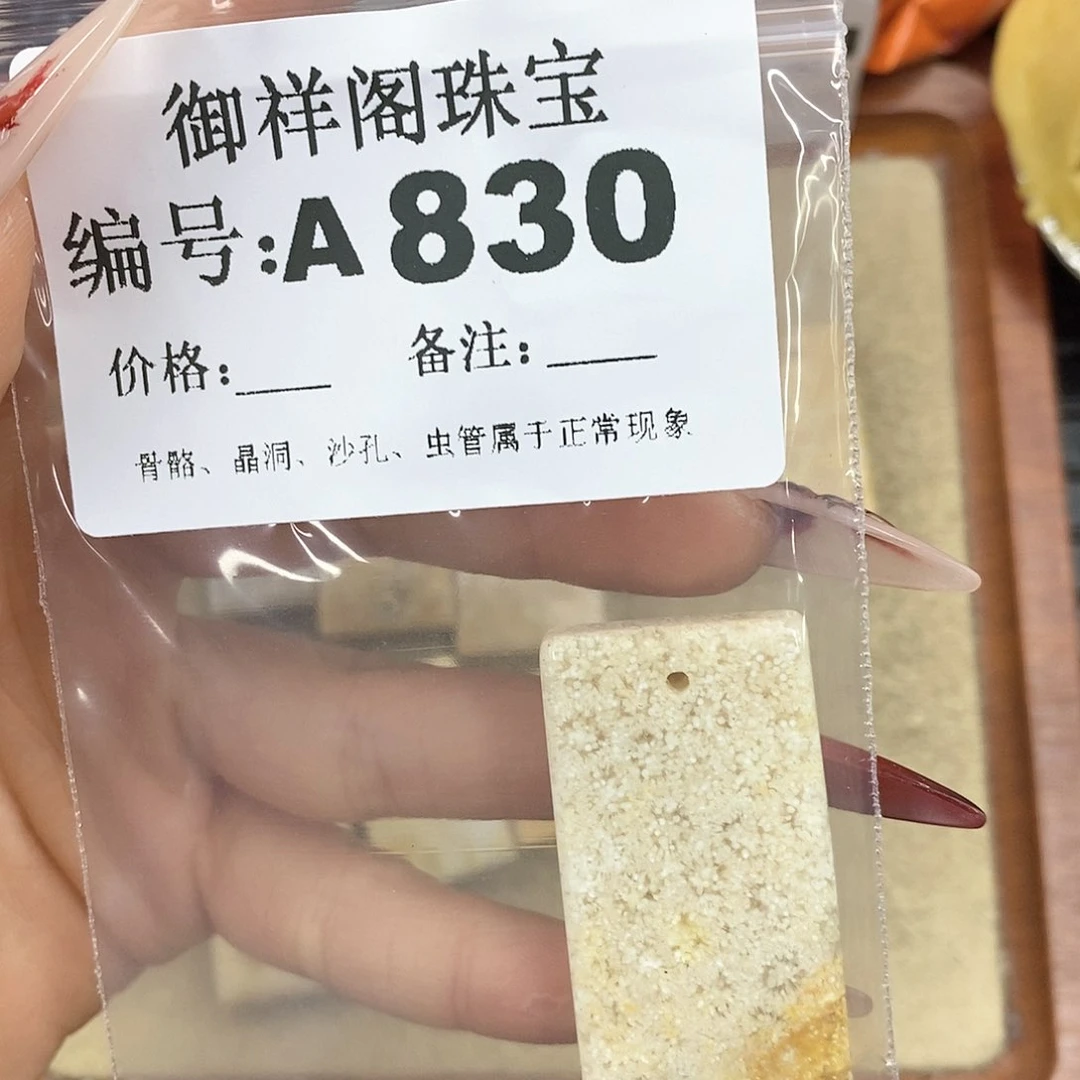 御祥阁珠宝
编号:A830
价格:____ 备注:____
骨骼、晶洞、沙孔、虫管属于正常现象